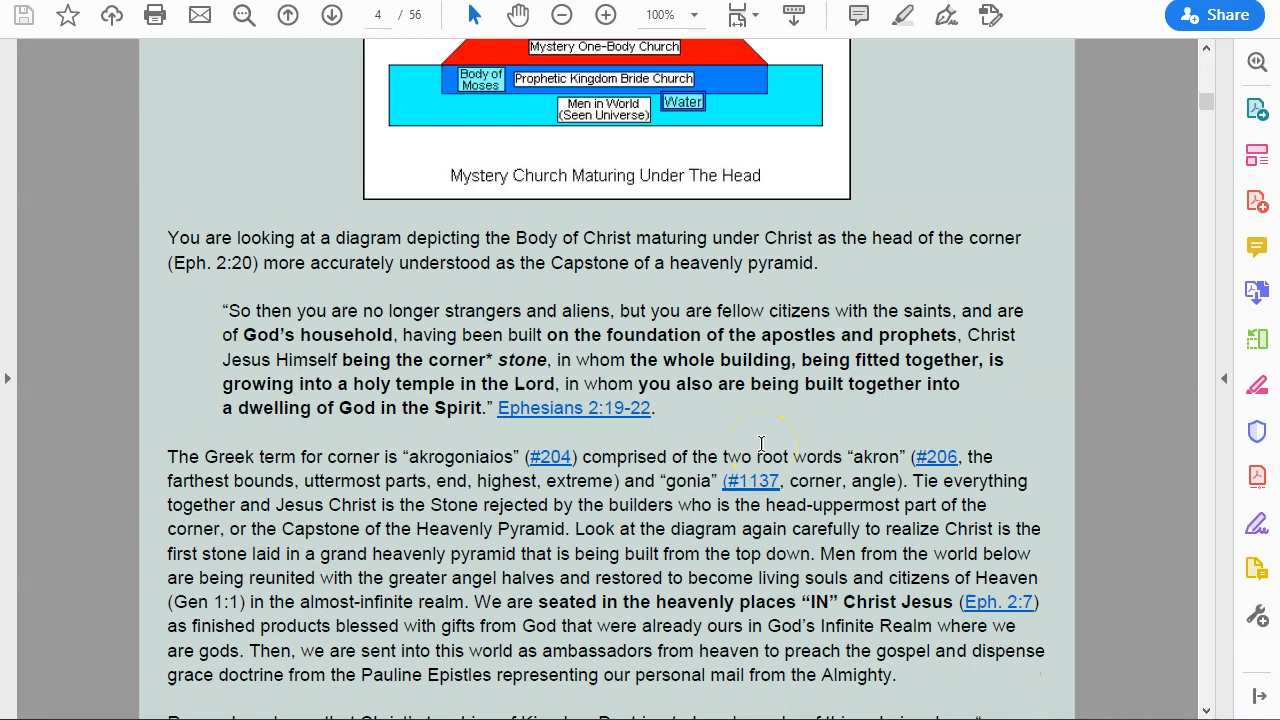 4 / 56
100%
Share
Mystery One-Body Church
Body of
Moses
Prophetic Kingdom Bride Church
Men in World
(Seen Universe)
Water
Mystery Church Maturing Under The Head
You are looking at a diagram depicting the Body of Christ maturing under Christ as the head of the corner
(Eph. 2:20) more accurately understood as the Capstone of a heavenly pyramid.
“So then you are no longer strangers and aliens, but you are fellow citizens with the saints, and are
of God’s household, having been built on the foundation of the apostles and prophets, Christ
Jesus Himself being the corner* stone, in whom the whole building, being fitted together, is
growing into a holy temple in the Lord, in whom you also are being built together into
a dwelling of God in the Spirit.” Ephesians 2:19-22.
The Greek term for corner is “akrogoniaios” (#204) comprised of the two root words “akron” (#206, the
farthest bounds, uttermost parts, end, highest, extreme) and “gonia” (#1137, corner, angle). Tie everything
together and Jesus Christ is the Stone rejected by the builders who is the head-uppermost part of the
corner, or the Capstone of the Heavenly Pyramid. Look at the diagram again carefully to realize Christ is the
first stone laid in a grand heavenly pyramid that is being built from the top down. Men from the world below
are being reunited with the greater angel halves and restored to become living souls and citizens of Heaven
(Gen 1:1) in the almost-infinite realm. We are seated in the heavenly places “IN” Christ Jesus (Eph. 2:7)
as finished products blessed with gifts from God that were already ours in God’s Infinite Realm where we
are gods. Then, we are sent into this world as ambassadors from heaven to preach the gospel and dispense
grace doctrine from the Pauline Epistles representing our personal mail from the Almighty.